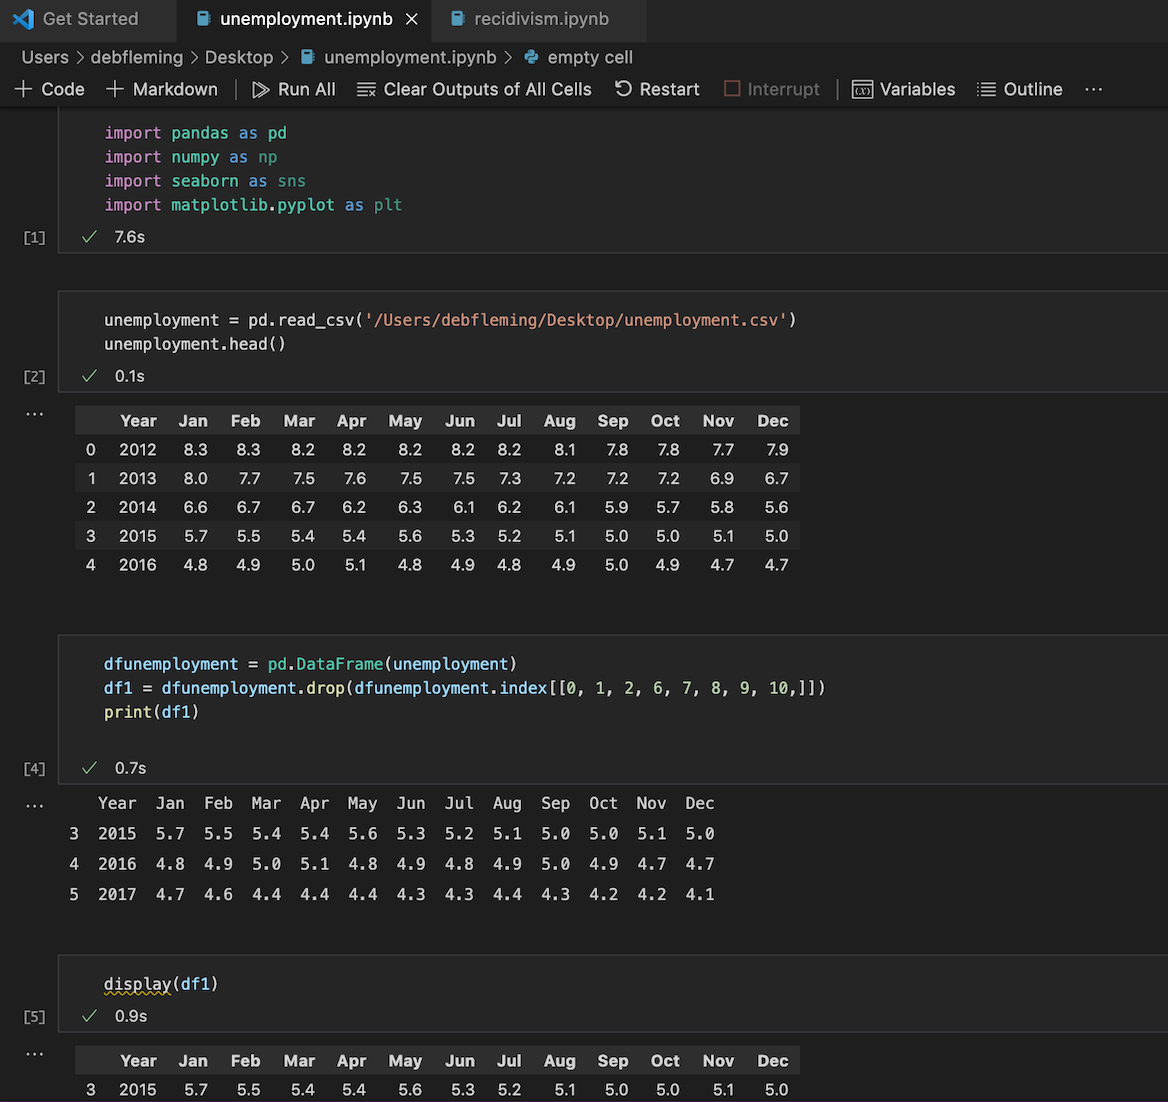 Get Started unemployment.ipynb recidivism.ipynb
Users > debfleming > Desktop > unemployment.ipynb > empty cell
+ Code + Markdown Run All Clear Outputs of All Cells Restart Interrupt Variables Outline ...
import pandas as pd
import numpy as np
import seaborn as sns
import matplotlib.pyplot as plt
[1] ✓ 7.6s
unemployment = pd.read_csv('/Users/debfleming/Desktop/unemployment.csv')
unemployment.head()
[2] ✓ 0.1s
...
Year Jan Feb Mar Apr May Jun Jul Aug Sep Oct Nov Dec
0 2012 8.3 8.3 8.2 8.2 8.2 8.2 8.2 8.1 7.8 7.8 7.7 7.9
1 2013 8.0 7.7 7.5 7.6 7.5 7.5 7.3 7.2 7.2 7.2 6.9 6.7
2 2014 6.6 6.7 6.7 6.2 6.3 6.1 6.2 6.1 5.9 5.7 5.8 5.6
3 2015 5.7 5.5 5.4 5.4 5.6 5.3 5.2 5.1 5.0 5.0 5.1 5.0
4 2016 4.8 4.9 5.0 5.1 4.8 4.9 4.8 4.9 5.0 4.9 4.7 4.7
dfunemployment = pd.DataFrame(unemployment)
df1 = dfunemployment.drop(dfunemployment.index[[0, 1, 2, 6, 7, 8, 9, 10,]])
print(df1)
[4] ✓ 0.7s
...
Year Jan Feb Mar Apr May Jun Jul Aug Sep Oct Nov Dec
3 2015 5.7 5.5 5.4 5.4 5.6 5.3 5.2 5.1 5.0 5.0 5.1 5.0
4 2016 4.8 4.9 5.0 5.1 4.8 4.9 4.8 4.9 5.0 4.9 4.7 4.7
5 2017 4.7 4.6 4.4 4.4 4.4 4.3 4.3 4.4 4.3 4.2 4.2 4.1
display(df1)
[5] ✓ 0.9s
...
Year Jan Feb Mar Apr May Jun Jul Aug Sep Oct Nov Dec
3 2015 5.7 5.5 5.4 5.4 5.6 5.3 5.2 5.1 5.0 5.0 5.1 5.0